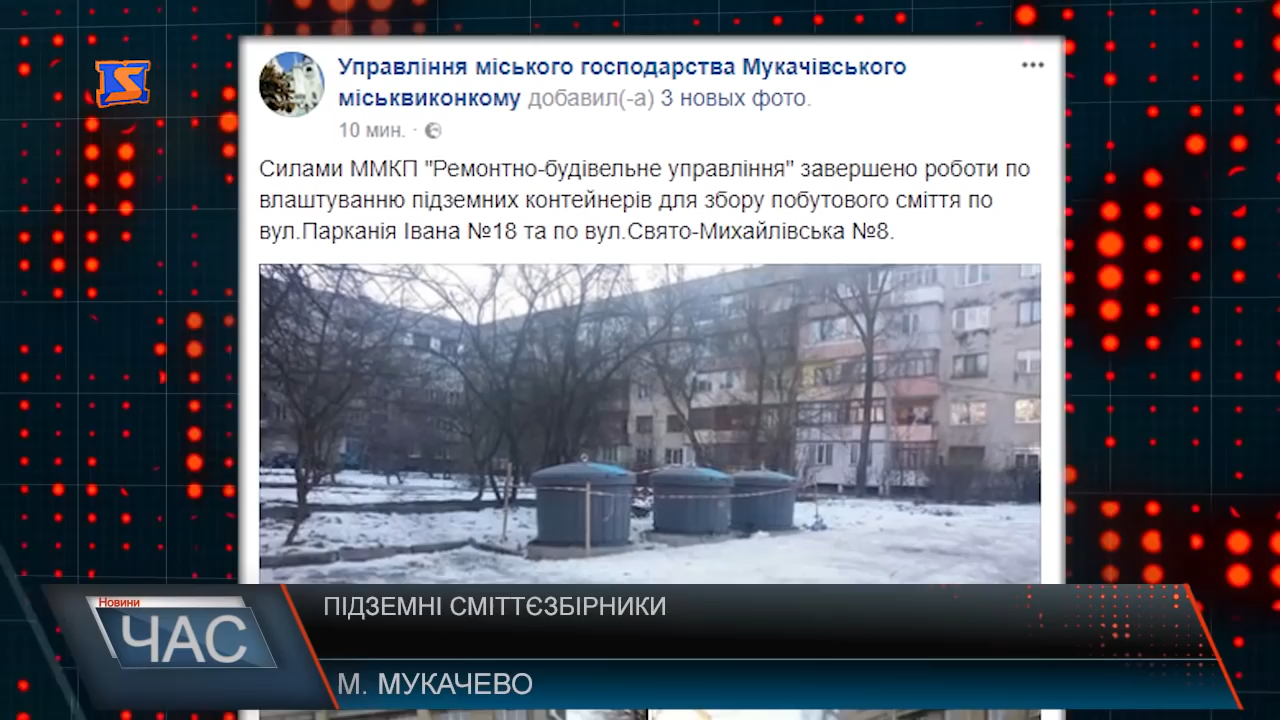 Управління міського господарства Мукачівського
міськвиконкому добавил(-а) 3 новых фото.
10 мин.
Силами ММКП "Ремонтно-будівельне управління" завершено роботи по
влаштуванню підземних контейнерів для збору побутового сміття по
вул.Парканія Івана №18 та по вул.Свято-Михайлівська №8.
Новини
ЧАС
ПІДЗЕМНІ СМІТТЄЗБІРНИКИ
М. МУКАЧЕВО